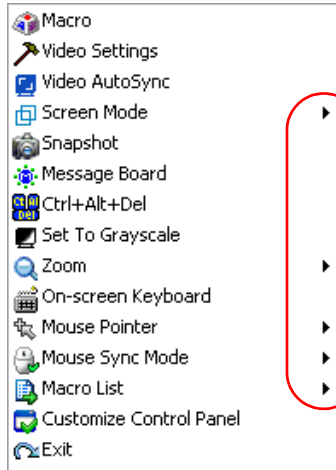 Macro
Video Settings
Video AutoSync
Screen Mode
Snapshot
Message Board
Ctrl+Alt+Del
Set To Grayscale
Zoom
On-screen Keyboard
Mouse Pointer
Mouse Sync Mode
Macro List
Customize Control Panel
Exit